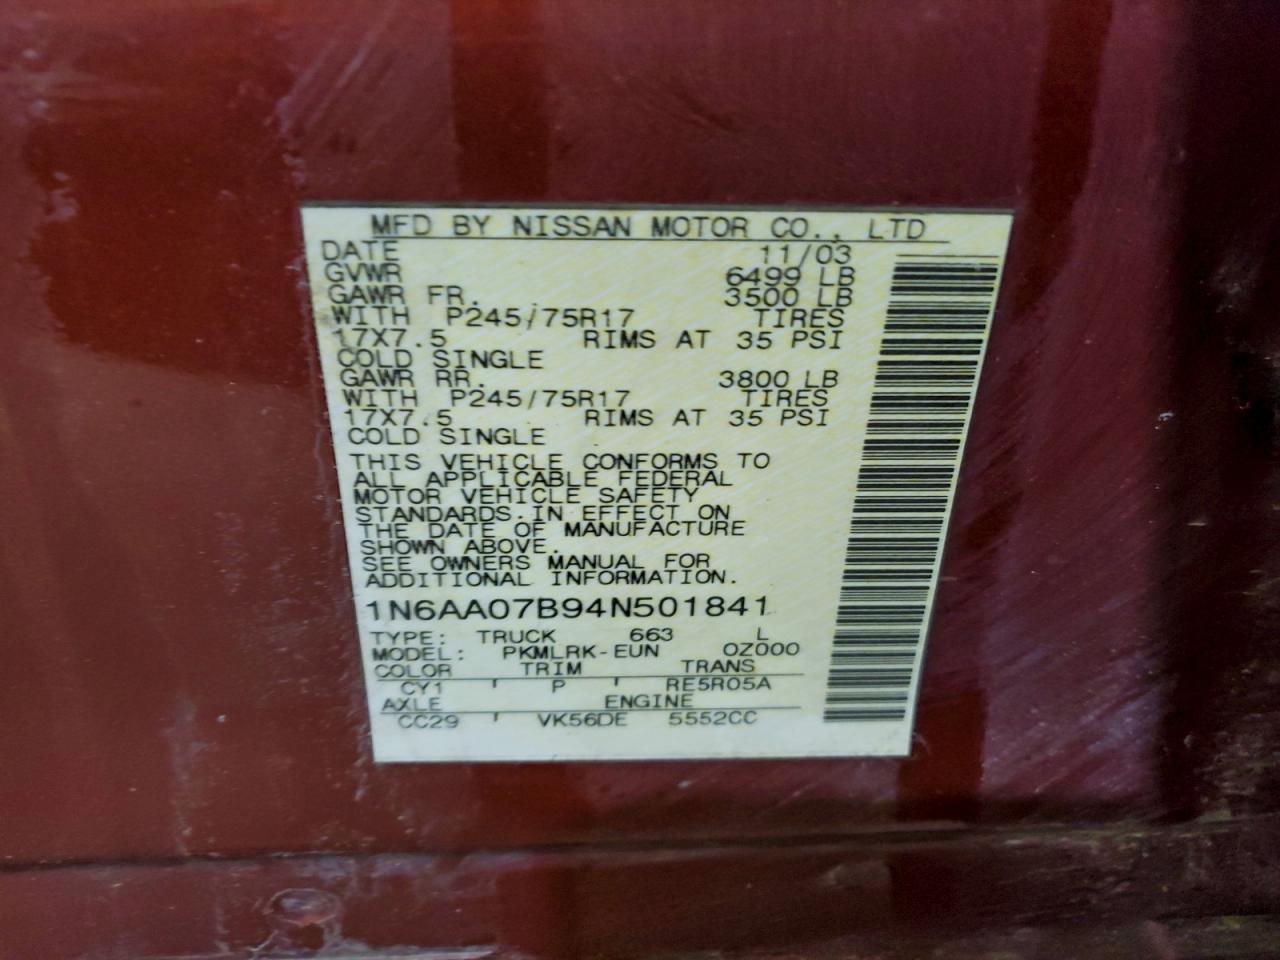 MFD BY NISSAN MOTOR CO., LTD
DATE 11/03
GVWR 6499 LB
GAWR FR. 3500 LB
WITH P245/75R17 TIRES
17X7.5 RIMS AT 35 PSI
COLD SINGLE
GAWR RR. 3800 LB
WITH P245/75R17 TIRES
17X7.5 RIMS AT 35 PSI
COLD SINGLE
THIS VEHICLE CONFORMS TO
ALL APPLICABLE FEDERAL
MOTOR VEHICLE SAFETY
STANDARDS IN EFFECT ON
THE DATE OF MANUFACTURE
SHOWN ABOVE.
SEE OWNERS MANUAL FOR
ADDITIONAL INFORMATION.
1N6AA07B94N501841
TYPE: TRUCK 663 L
MODEL: PKMLRK-EUN 0Z000
COLOR TRIM TRANS
CY1 ' P ' RE5R05A
AXLE ENGINE
CC29 ' VK56DE 5552CC